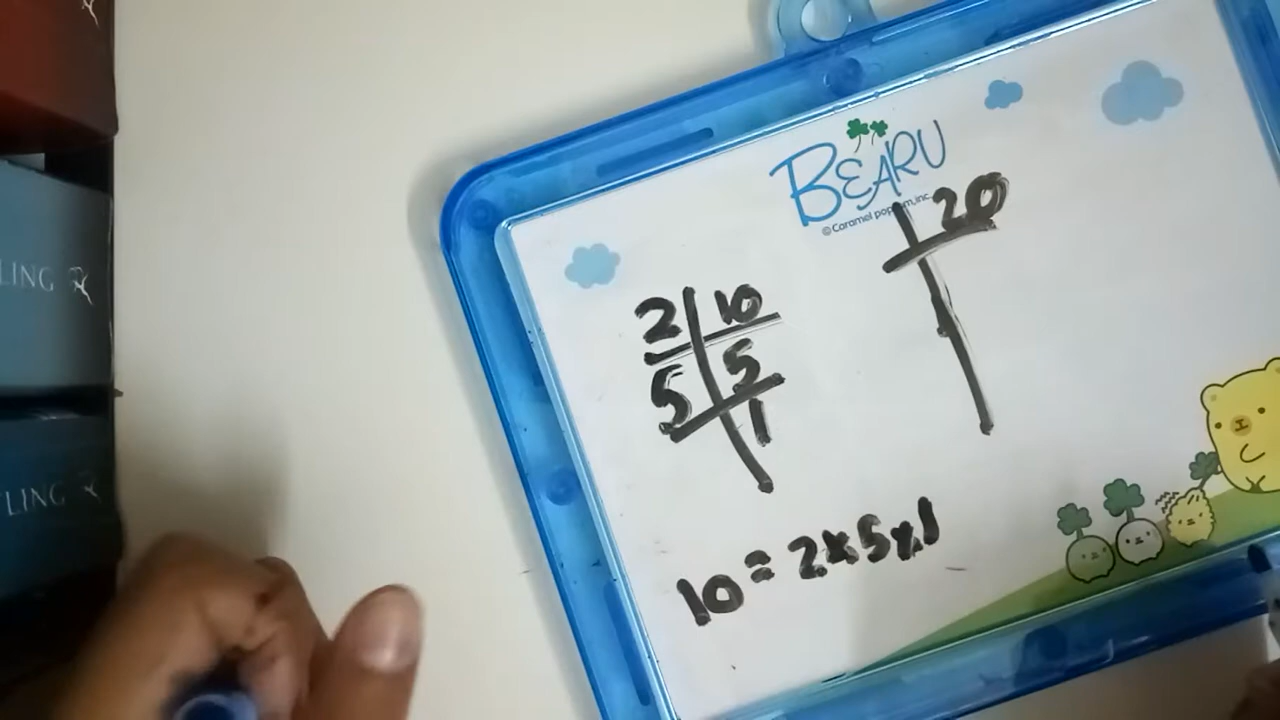 LING
LING
BEARU
©Caramel popcorn,inc.
20
2 10
5 5
1
10 = 2x5x1